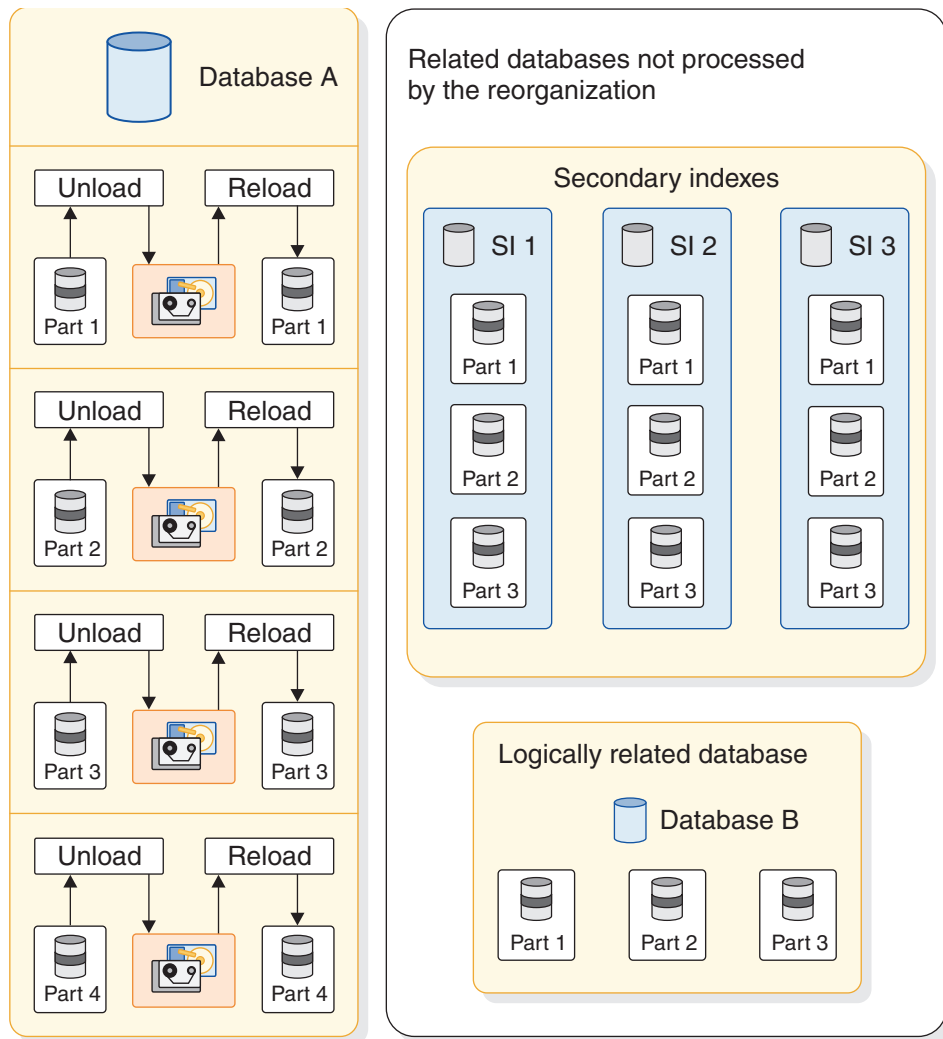 Database A
Unload
Reload
Part 1
Part 1
Unload
Reload
Part 2
Part 2
Unload
Reload
Part 3
Part 3
Unload
Reload
Part 4
Part 4
Related databases not processed
by the reorganization
Secondary indexes
SI 1
Part 1
Part 2
Part 3
SI 2
Part 1
Part 2
Part 3
SI 3
Part 1
Part 2
Part 3
Logically related database
Database B
Part 1
Part 2
Part 3